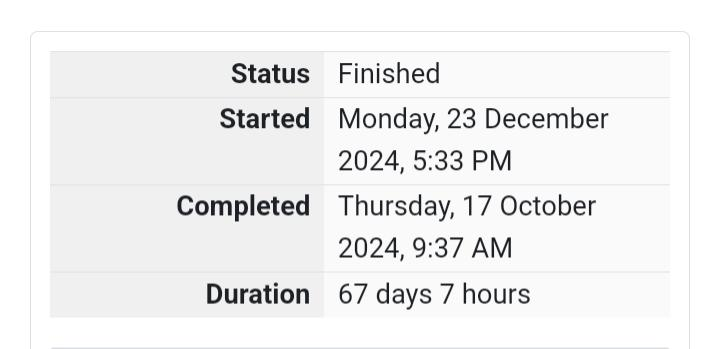 Status Finished
Started Monday, 23 December
2024, 5:33 PM
Completed Thursday, 17 October
2024, 9:37 AM
Duration 67 days 7 hours